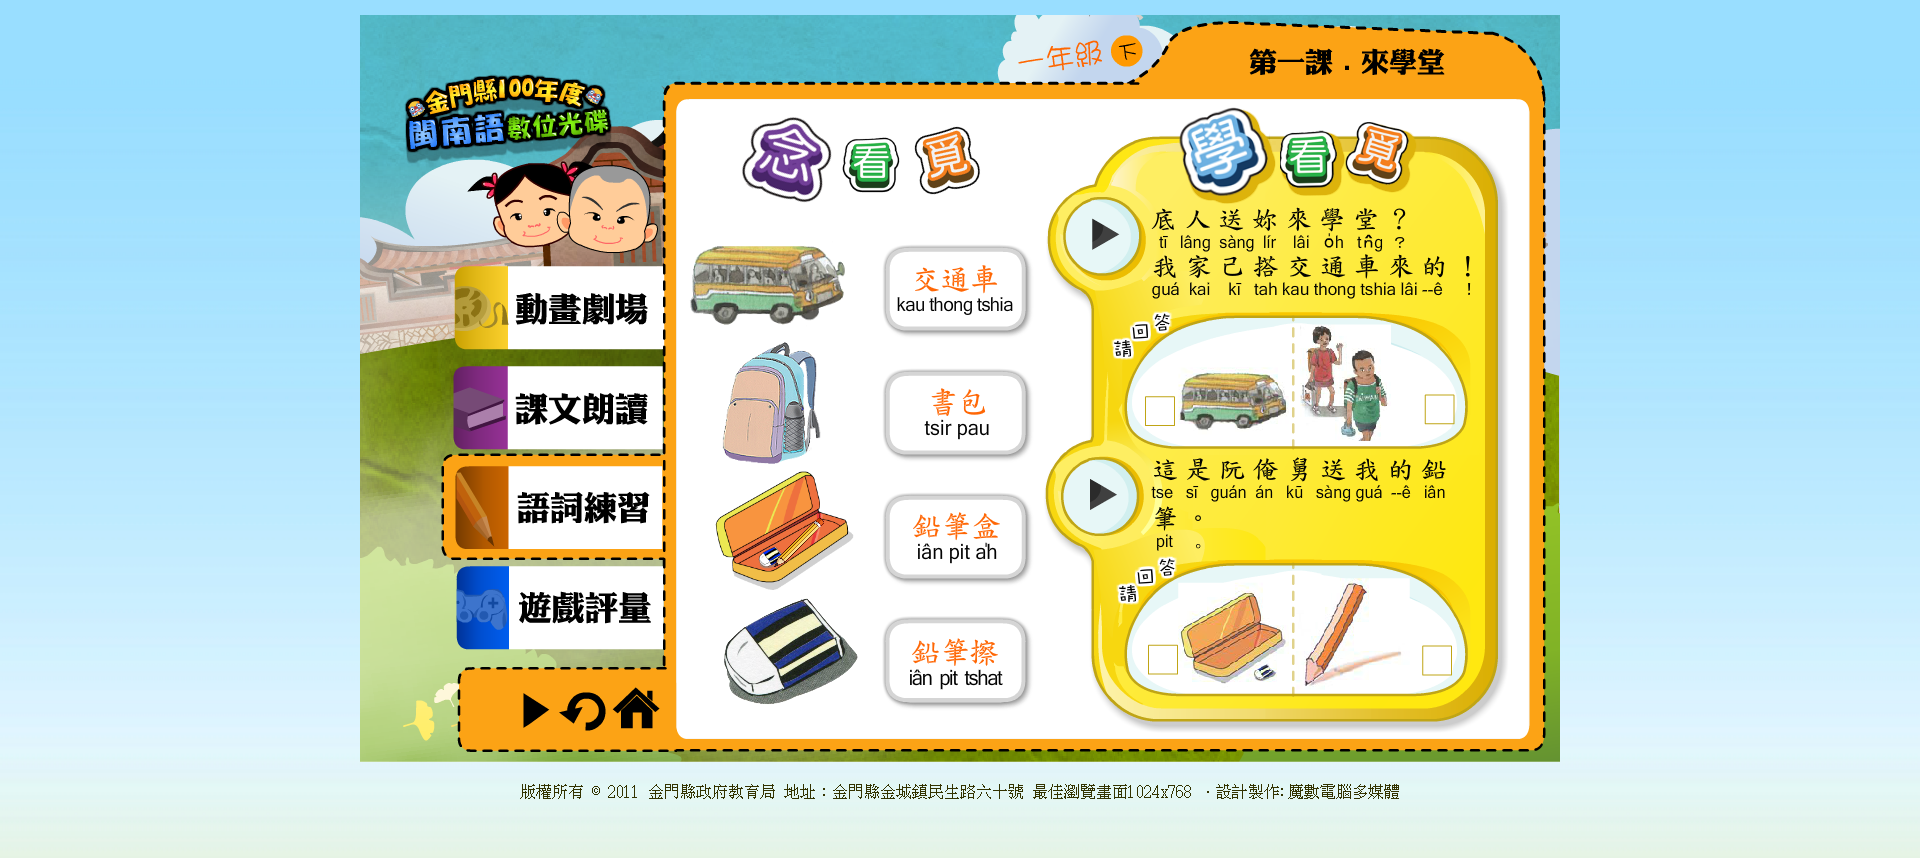 一年級 下
第一課．來學堂
金門縣100年度
閩南語數位光碟
動畫劇場
課文朗讀
語詞練習
遊戲評量
念看覓
交通車
kau thong tshia
書包
tsir pau
鉛筆盒
iân pit a̍h
鉛筆擦
iân pit tshat
學看覓
底人送妳來學堂？
tī lâng sàng lír lâi o̍h tn̂g ?
我家己搭交通車來的！
guá kai kī tah kau thong tshia lâi --ê !
請回答
這是阮俺舅送我的鉛
tse sī guán án kū sàng guá --ê iân
筆。
pit 。
請回答
版權所有 © 2011 金門縣政府教育局 地址：金門縣金城鎮民生路六十號 最佳瀏覽畫面1024x768 ．設計製作: 魔數電腦多媒體